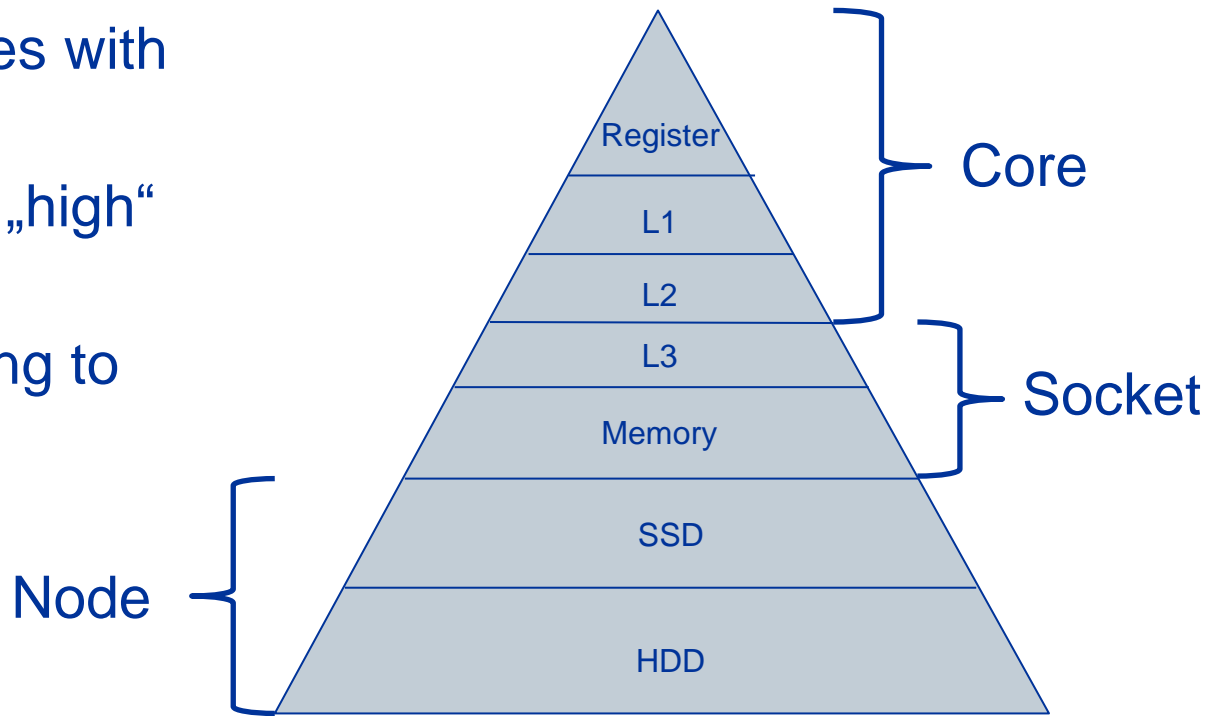 es with
„high“
ng to
Register
L1
L2
L3
Memory
SSD
HDD
Core
Socket
Node